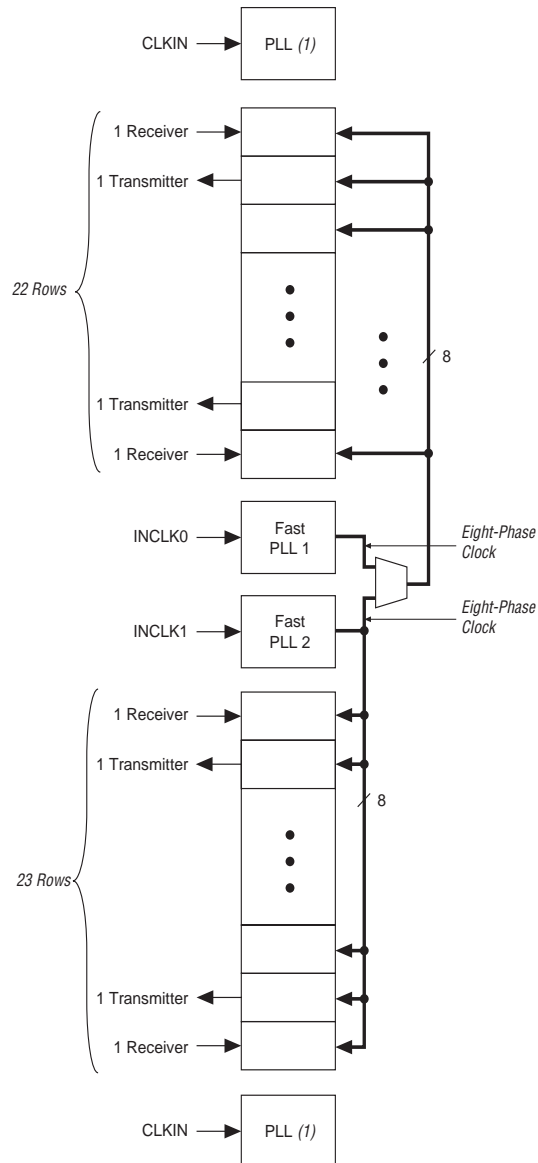 CLKIN
PLL (1)
1 Receiver
1 Transmitter
22 Rows
8
1 Transmitter
1 Receiver
INCLK0
Fast
PLL 1
Eight-Phase
Clock
INCLK1
Fast
PLL 2
Eight-Phase
Clock
1 Receiver
1 Transmitter
8
23 Rows
1 Transmitter
1 Receiver
CLKIN
PLL (1)